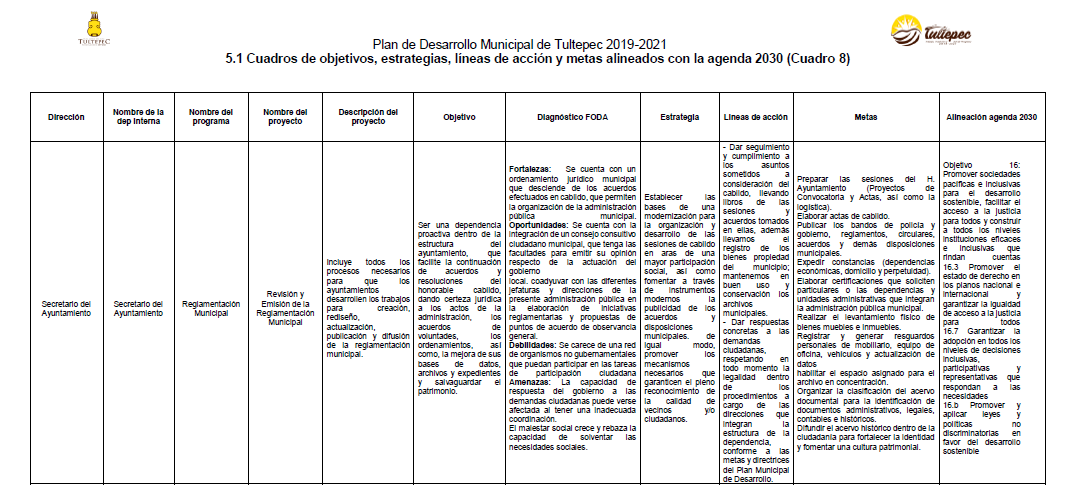 TULTEPEC
Tultepec
Plan de Desarrollo Municipal de Tultepec 2019-2021
5.1 Cuadros de objetivos, estrategias, líneas de acción y metas alineados con la agenda 2030 (Cuadro 8)
Dirección
Nombre de la
dep interna
Nombre del
programa
Nombre del
proyecto
Descripción del
proyecto
Objetivo
Diagnóstico FODA
Estrategia
Líneas de acción
Metas
Alineación agenda 2030
Secretario del
Ayuntamiento
Secretario del
Ayuntamiento
Reglamentación
Municipal
Revisión y
Emisión de la
Reglamentación
Municipal
Incluye todos los
procesos necesarios
para que los
ayuntamientos
desarrollen los trabajos
para creación,
rediseño,
actualización,
publicación y difusión
de la reglamentación
municipal.
Ser una dependencia
proactiva dentro de la
estructura del
ayuntamiento, que
facilite la continuación
de acuerdos y
resoluciones del
honorable cabildo,
dando certeza jurídica
a los actos de la
administración, los
acuerdos de
voluntades, los
ordenamientos, así
como, la mejora de sus
bases de datos,
archivos y expedientes
y salvaguardar el
patrimonio.
Fortalezas: Se cuenta con un
ordenamiento jurídico municipal
que desciende de los acuerdos
efectuados en cabildo, que permiten
la organización de la administración
pública municipal.
Oportunidades: Se cuenta con la
integración de un consejo consultivo
ciudadano municipal, que tenga las
facultades para emitir su opinión
respecto de la actuación del
gobierno
local. coadyuvar con las diferentes
jefaturas y direcciones de la
presente administración pública en
la elaboración de iniciativas
reglamentarias y propuestas de
puntos de acuerdo de observancia
general.
Debilidades: Se carece de una red
de organismos no gubernamentales
que puedan participar en las tareas
de participación ciudadana
Amenazas: La capacidad de
respuesta del gobierno a las
demandas ciudadanas puede verse
afectada al tener una inadecuada
coordinación.
El malestar social crece y rebaza la
capacidad de solventar las
necesidades sociales.
Establecer las
bases de una
modernización para
la organización y
desarrollo de las
sesiones de cabildo
en aras de una
mayor participación
social, así como
fomentar a través
de instrumentos
modernos la
publicidad de los
acuerdos y
disposiciones
municipales. de
igual modo,
promover los
mecanismos
necesarios que
garanticen el pleno
reconocimiento de
la calidad de
vecinos y/o
ciudadanos.
- Dar seguimiento
y cumplimiento a
los asuntos
sometidos a
consideración del
cabildo, llevando
libros de las
sesiones y
acuerdos tomados
en ellas, además
llevamos el
registro de los
bienes propiedad
del municipio;
mantenemos en
buen uso y
conservación los
archivos
municipales.
- Dar respuestas
concretas a las
demandas
ciudadanas,
respetando en
todo momento la
legalidad dentro
de los
procedimientos a
cargo de las
direcciones que
integran la
estructura de la
dependencia,
conforme a las
metas y directrices
del Plan Municipal
de Desarrollo.
Preparar las sesiones del H.
Ayuntamiento (Proyectos de
Convocatoria y Actas, así como la
logística).
Elaborar actas de cabildo.
Publicar los bandos de policía y
gobierno, reglamentos, circulares,
acuerdos y demás disposiciones
municipales.
Expedir constancias (dependencias
económicas, domicilio y perpetuidad).
Elaborar certificaciones que soliciten
particulares o las dependencias y
unidades administrativas que integran
la administración pública municipal.
Realizar el levantamiento físico de
bienes muebles e inmuebles.
Registrar y generar resguardos
personales de mobiliario, equipo de
oficina, vehículos y actualización de
datos
habilitar el espacio asignado para el
archivo en concentración.
Organizar la clasificación del acervo
documental para la identificación de
documentos administrativos, legales,
contables e históricos.
Difundir el acervo histórico dentro de la
ciudadanía para fortalecer la identidad
y fomentar una cultura patrimonial.
Objetivo 16:
Promover sociedades
pacíficas e inclusivas
para el desarrollo
sostenible, facilitar el
acceso a la justicia
para todos y construir
a todos los niveles
instituciones eficaces
e inclusivas que
rindan cuentas
16.3 Promover el
estado de derecho en
los planos nacional e
internacional y
garantizar la igualdad
de acceso a la justicia
para todos
16.7 Garantizar la
adopción en todos los
niveles de decisiones
inclusivas,
participativas y
representativas que
respondan a las
necesidades
16.b Promover y
aplicar leyes y
políticas no
discriminatorias en
favor del desarrollo
sostenible